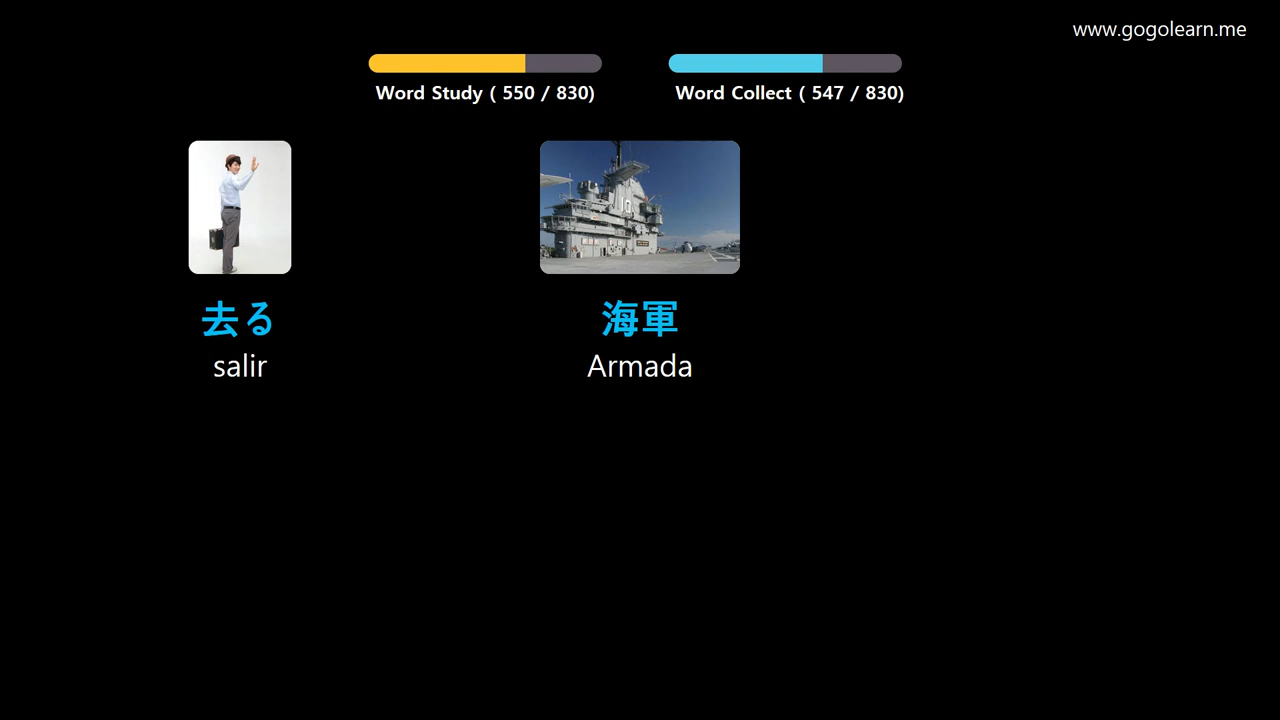 www.gogolearn.me
Word Study ( 550 / 830)
Word Collect ( 547 / 830)
去る
salir
海軍
Armada